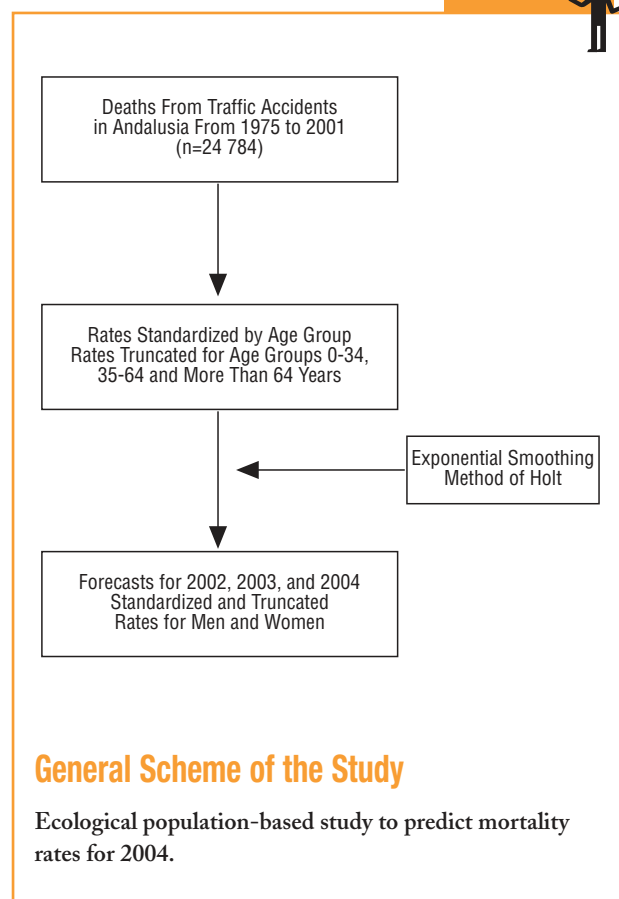 Deaths From Traffic Accidents
in Andalusia From 1975 to 2001
(n=24 784)
Rates Standardized by Age Group
Rates Truncated for Age Groups 0-34,
35-64 and More Than 64 Years
Exponential Smoothing
Method of Holt
Forecasts for 2002, 2003, and 2004
Standardized and Truncated
Rates for Men and Women
General Scheme of the Study
Ecological population-based study to predict mortality
rates for 2004.